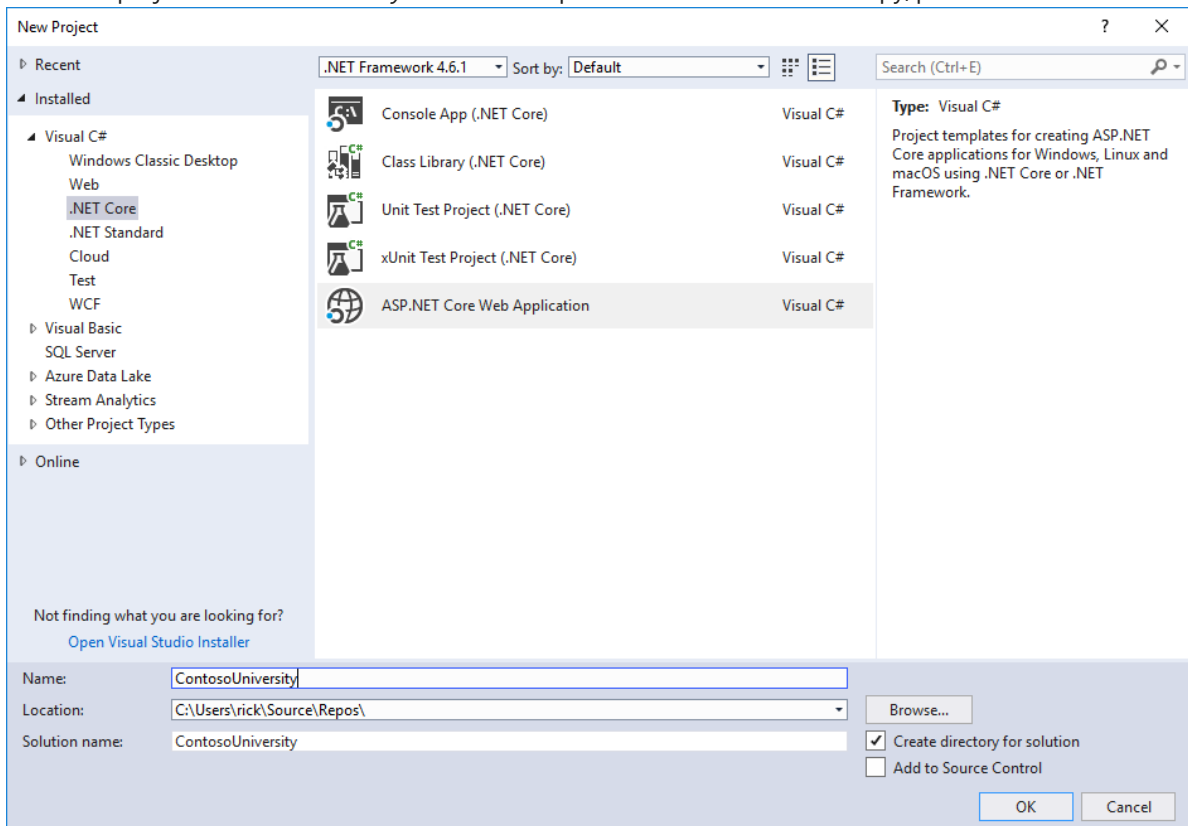 New Project
?
Recent
.NET Framework 4.6.1
Sort by: Default
Search (Ctrl+E)
Installed
Visual C#
Windows Classic Desktop
Web
.NET Core
.NET Standard
Cloud
Test
WCF
Visual Basic
SQL Server
Azure Data Lake
Stream Analytics
Other Project Types
Online
Not finding what you are looking for?
Open Visual Studio Installer
Console App (.NET Core) Visual C#
Class Library (.NET Core) Visual C#
Unit Test Project (.NET Core) Visual C#
xUnit Test Project (.NET Core) Visual C#
ASP.NET Core Web Application Visual C#
Type: Visual C#
Project templates for creating ASP.NET
Core applications for Windows, Linux and
macOS using .NET Core or .NET
Framework.
Name: ContosoUniversity
Location: C:\Users\rick\Source\Repos\
Browse...
Solution name: ContosoUniversity
Create directory for solution
Add to Source Control
OK Cancel